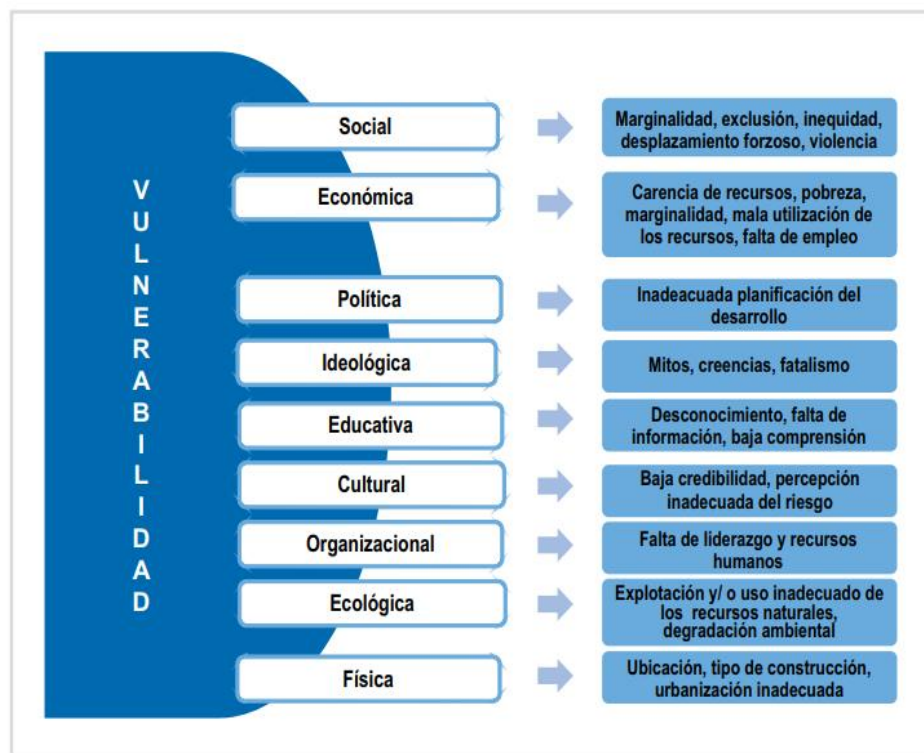 VULNERABILIDAD
Social
Marginalidad, exclusión, inequidad,
desplazamiento forzoso, violencia
Económica
Carencia de recursos, pobreza,
marginalidad, mala utilización de
los recursos, falta de empleo
Política
Inadeacuada planificación del
desarrollo
Ideológica
Mitos, creencias, fatalismo
Educativa
Desconocimiento, falta de
información, baja comprensión
Cultural
Baja credibilidad, percepción
inadecuada del riesgo
Organizacional
Falta de liderazgo y recursos
humanos
Ecológica
Explotación y/ o uso inadecuado de
los recursos naturales,
degradación ambiental
Física
Ubicación, tipo de construcción,
urbanización inadecuada